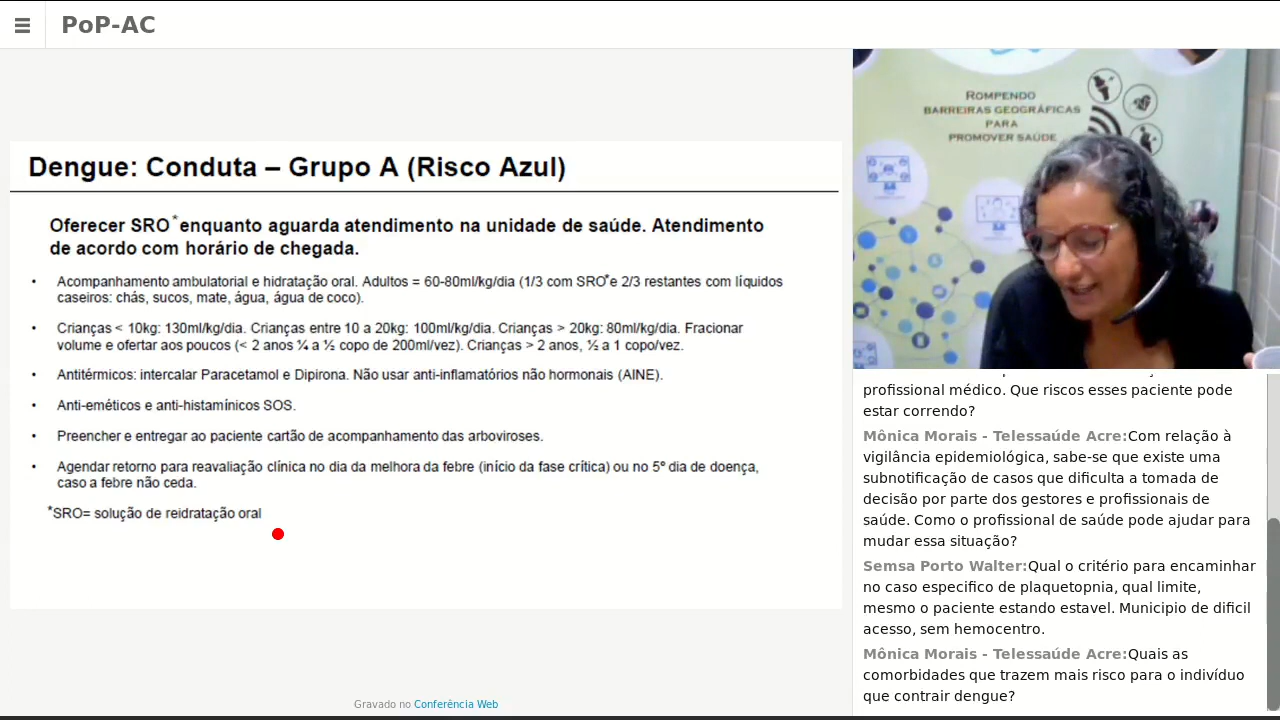 PoP-AC
Dengue: Conduta – Grupo A (Risco Azul)
Oferecer SRO* enquanto aguarda atendimento na unidade de saúde. Atendimento
de acordo com horário de chegada.
• Acompanhamento ambulatorial e hidratação oral. Adultos = 60-80ml/kg/dia (1/3 com SRO*e 2/3 restantes com líquidos
caseiros: chás, sucos, mate, água, água de coco).
• Crianças < 10kg: 130ml/kg/dia. Crianças entre 10 a 20kg: 100ml/kg/dia. Crianças > 20kg: 80ml/kg/dia. Fracionar
volume e ofertar aos poucos (< 2 anos ¼ a ½ copo de 200ml/vez). Crianças > 2 anos, ½ a 1 copo/vez.
• Antitérmicos: intercalar Paracetamol e Dipirona. Não usar anti-inflamatórios não hormonais (AINE).
• Anti-eméticos e anti-histamínicos SOS.
• Preencher e entregar ao paciente cartão de acompanhamento das arboviroses.
• Agendar retorno para reavaliação clínica no dia da melhora da febre (início da fase crítica) ou no 5º dia de doença,
caso a febre não ceda.
*SRO= solução de reidratação oral
Gravado no Conferência Web
ROMPENDO
BARREIRAS GEOGRÁFICAS
PARA
PROMOVER SAÚDE
profissional médico. Que riscos esses paciente pode
estar correndo?
Mônica Morais - Telessaúde Acre:Com relação à
vigilância epidemiológica, sabe-se que existe uma
subnotificação de casos que dificulta a tomada de
decisão por parte dos gestores e profissionais de
saúde. Como o profissional de saúde pode ajudar para
mudar essa situação?
Semsa Porto Walter:Qual o critério para encaminhar
no caso especifico de plaquetopnia, qual limite,
mesmo o paciente estando estavel. Municipio de dificil
acesso, sem hemocentro.
Mônica Morais - Telessaúde Acre:Quais as
comorbidades que trazem mais risco para o indivíduo
que contrair dengue?